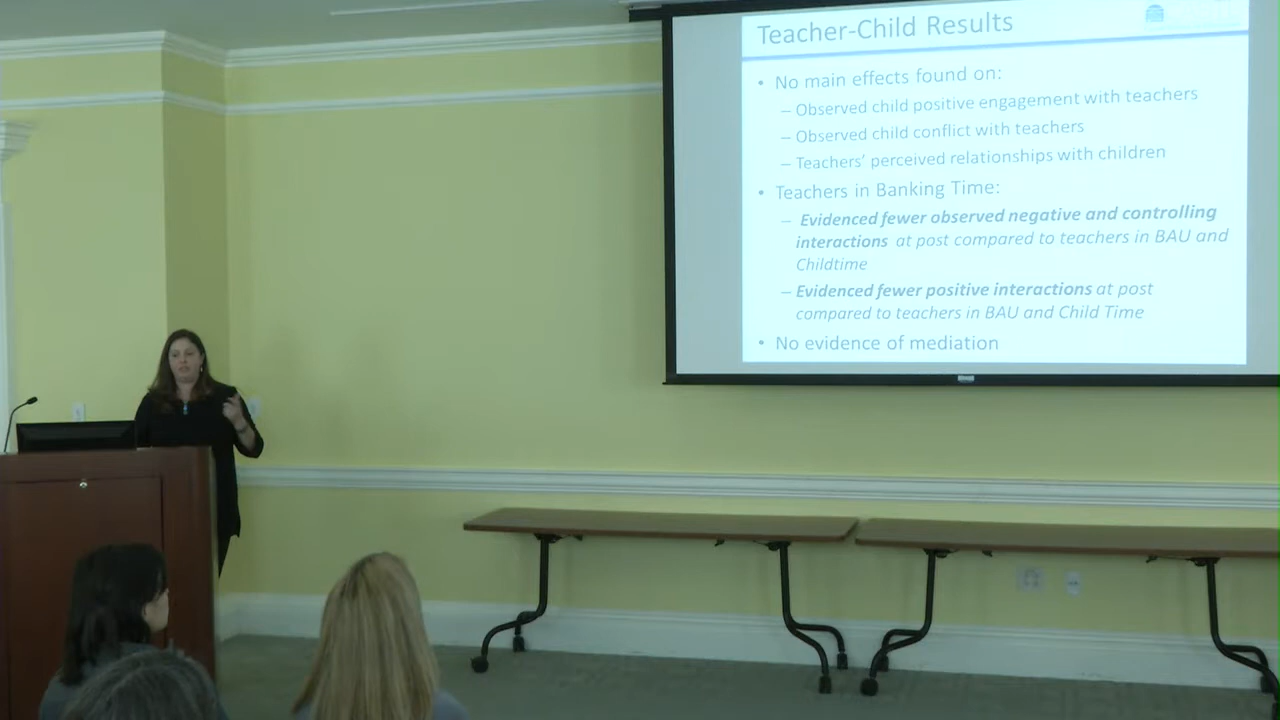 Teacher-Child Results
• No main effects found on:
– Observed child positive engagement with teachers
– Observed child conflict with teachers
– Teachers' perceived relationships with children
• Teachers in Banking Time:
– Evidenced fewer observed negative and controlling
interactions at post compared to teachers in BAU and
Childtime
– Evidenced fewer positive interactions at post
compared to teachers in BAU and Child Time
• No evidence of mediation